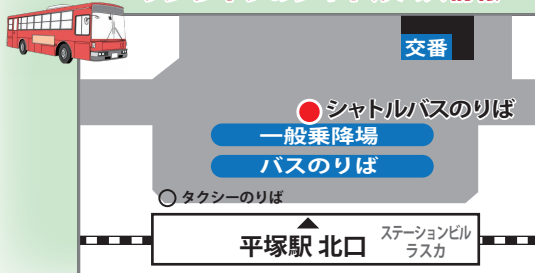 交番
シャトルバスのりば
一般乗降場
バスのりば
タクシーのりば
平塚駅 北口
ステーションビル
ラスカ